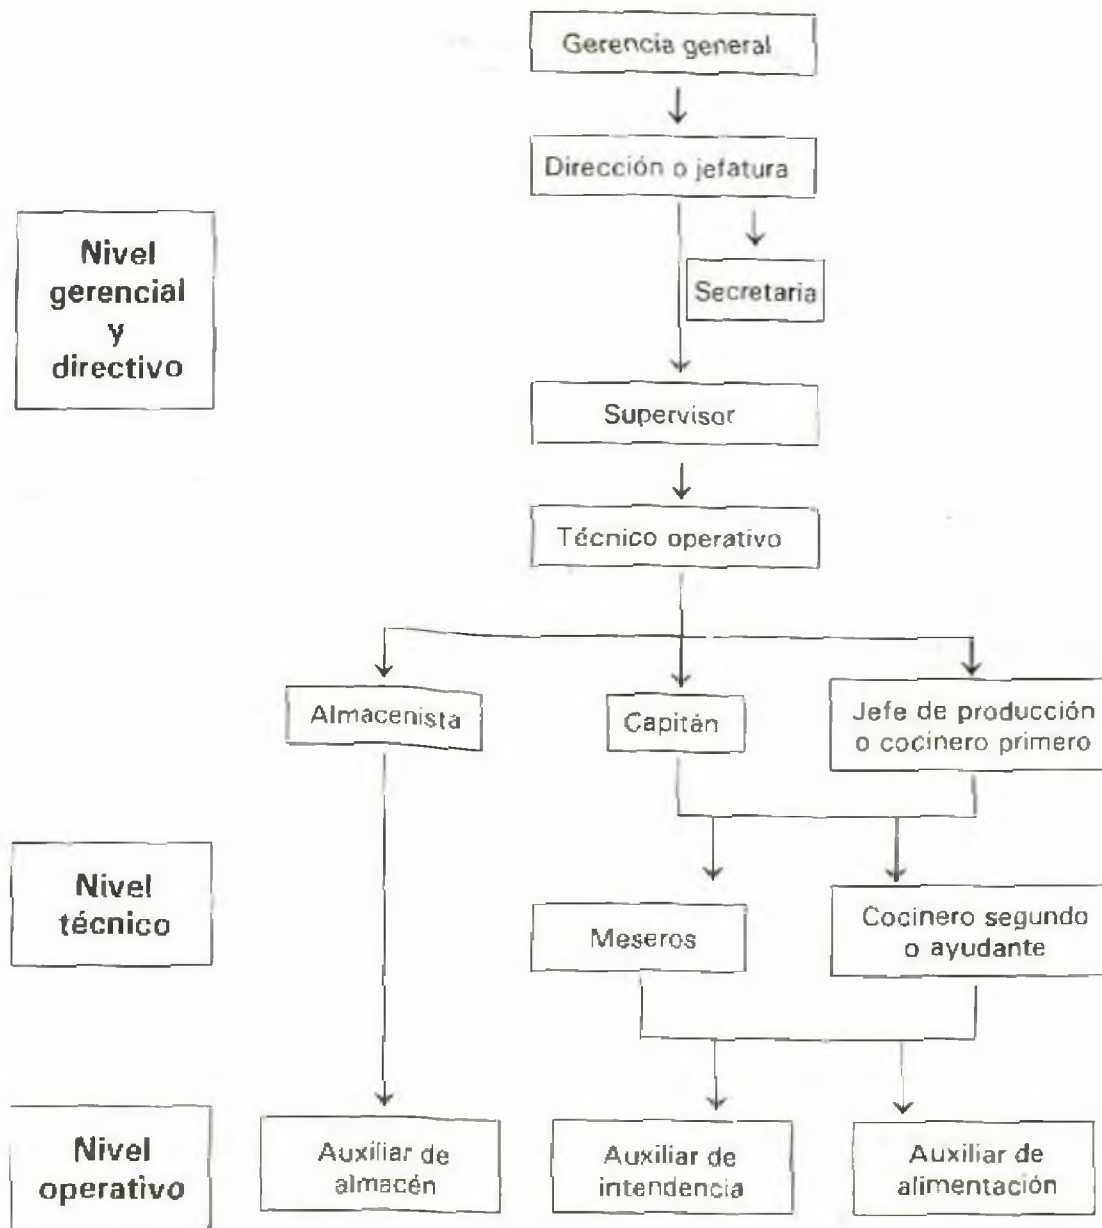 Gerencia general
Dirección o jefatura
Nivel
gerencial
y
directivo
Secretaria
Supervisor
Técnico operativo
Almacenista
Capitán
Jefe de producción
o cocinero primero
Nivel
técnico
Meseros
Cocinero segundo
o ayudante
Nivel
operativo
Auxiliar de
almacén
Auxiliar de
intendencia
Auxiliar de
alimentación